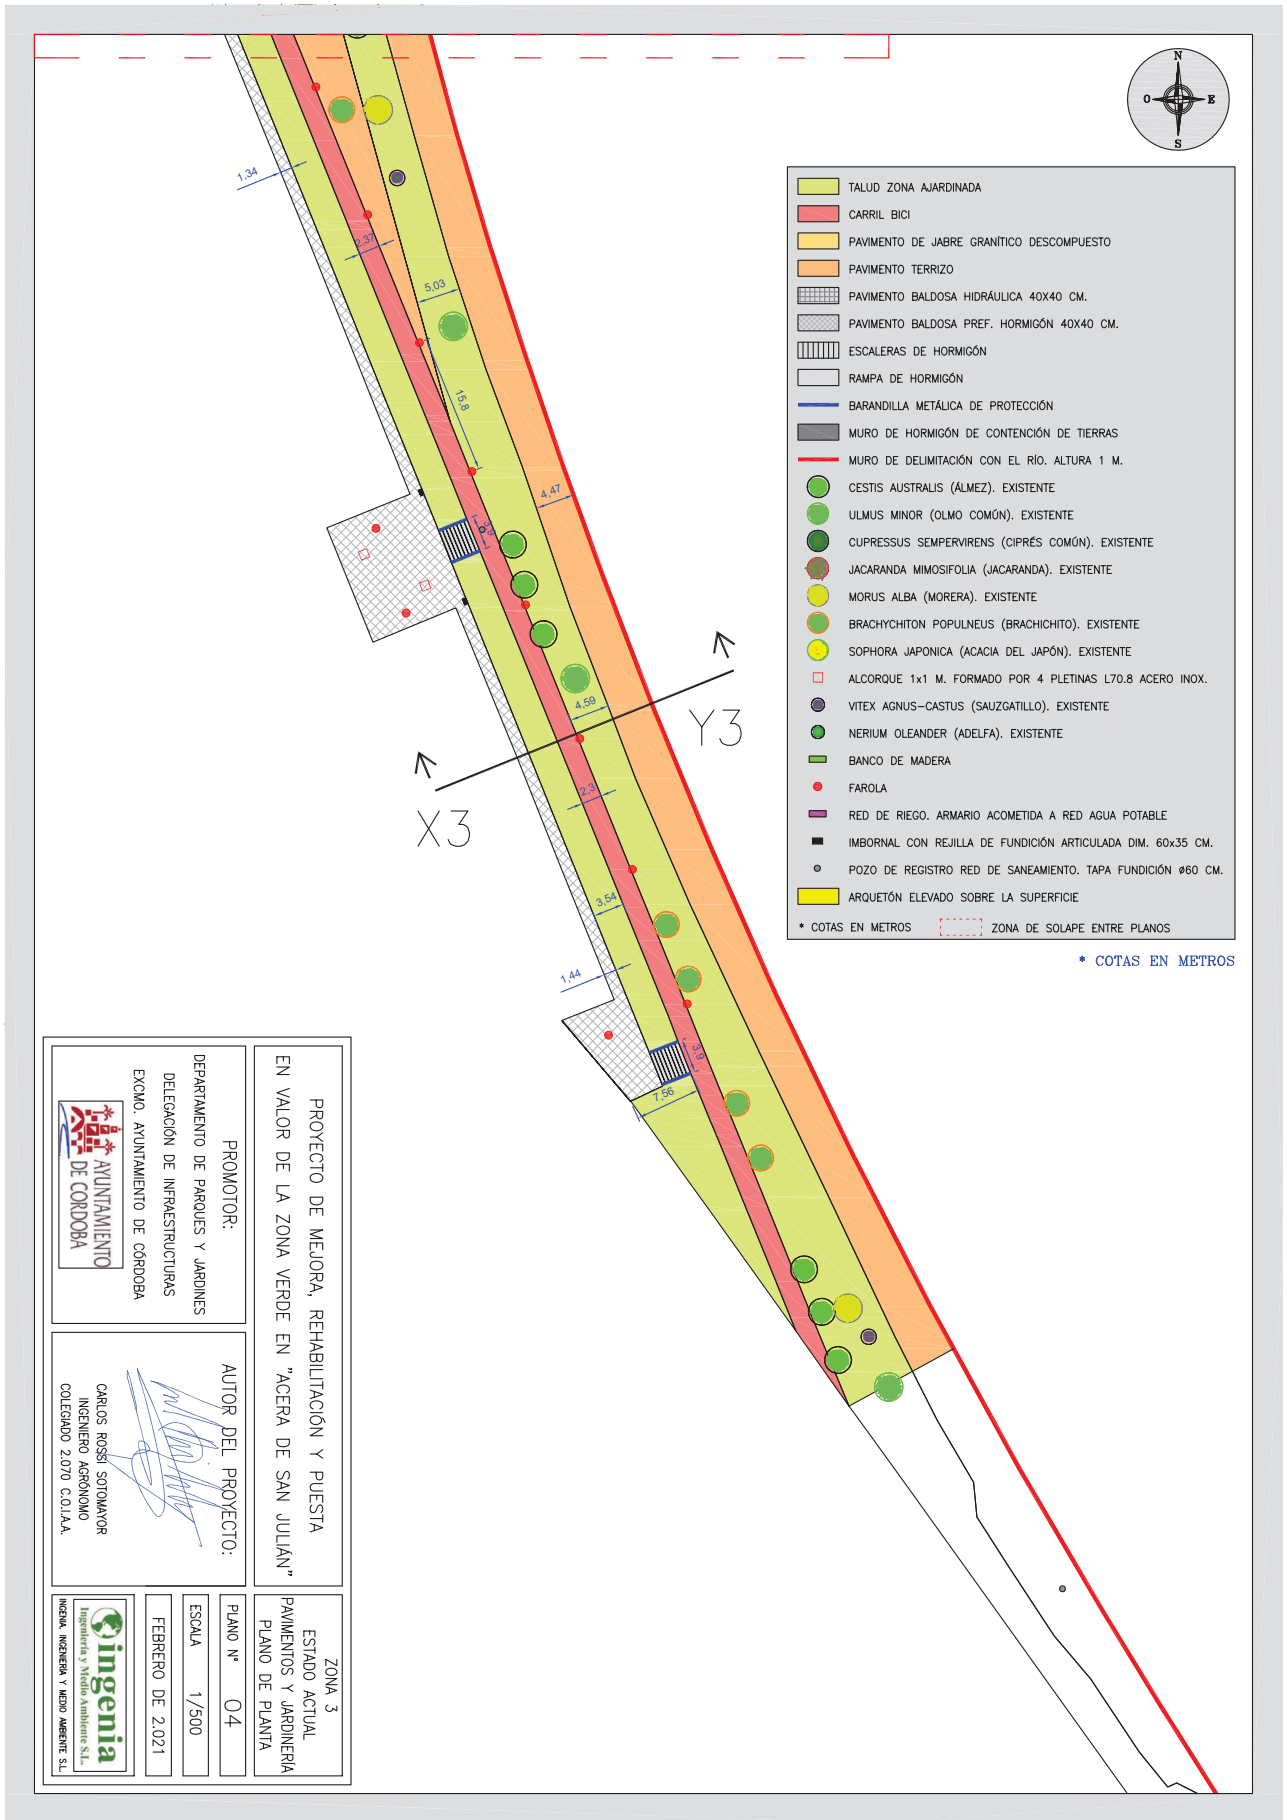 N
O
E
S
TALUD ZONA AJARDINADA
CARRIL BICI
PAVIMENTO DE JABRE GRANÍTICO DESCOMPUESTO
PAVIMENTO TERRIZO
PAVIMENTO BALDOSA HIDRÁULICA 40X40 CM.
PAVIMENTO BALDOSA PREF. HORMIGÓN 40X40 CM.
ESCALERAS DE HORMIGÓN
RAMPA DE HORMIGÓN
BARANDILLA METÁLICA DE PROTECCIÓN
MURO DE HORMIGÓN DE CONTENCIÓN DE TIERRAS
MURO DE DELIMITACIÓN CON EL RÍO. ALTURA 1 M.
CESTIS AUSTRALIS (ÁLMEZ). EXISTENTE
ULMUS MINOR (OLMO COMÚN). EXISTENTE
CUPRESSUS SEMPERVIRENS (CIPRÉS COMÚN). EXISTENTE
JACARANDA MIMOSIFOLIA (JACARANDA). EXISTENTE
MORUS ALBA (MORERA). EXISTENTE
BRACHYCHITON POPULNEUS (BRACHICHITO). EXISTENTE
SOPHORA JAPONICA (ACACIA DEL JAPÓN). EXISTENTE
ALCORQUE 1x1 M. FORMADO POR 4 PLETINAS L70.8 ACERO INOX.
VITEX AGNUS-CASTUS (SAUZGATILLO). EXISTENTE
NERIUM OLEANDER (ADELFA). EXISTENTE
BANCO DE MADERA
FAROLA
RED DE RIEGO. ARMARIO ACOMETIDA A RED AGUA POTABLE
IMBORNAL CON REJILLA DE FUNDICIÓN ARTICULADA DIM. 60x35 CM.
POZO DE REGISTRO RED DE SANEAMIENTO. TAPA FUNDICIÓN ø60 CM.
ARQUETÓN ELEVADO SOBRE LA SUPERFICIE
* COTAS EN METROS ZONA DE SOLAPE ENTRE PLANOS
* COTAS EN METROS
1,34
2,37
5,03
15,8
4,47
3,9
4,59
Y3
X3
2,3
3,54
1,44
3,9
7,56
PROYECTO DE MEJORA, REHABILITACIÓN Y PUESTA
EN VALOR DE LA ZONA VERDE EN "ACERA DE SAN JULIÁN"
PROMOTOR:
DEPARTAMENTO DE PARQUES Y JARDINES
DELEGACIÓN DE INFRAESTRUCTURAS
EXCMO. AYUNTAMIENTO DE CÓRDOBA
AYUNTAMIENTO
DE CORDOBA
AUTOR DEL PROYECTO:
CARLOS ROSSI SOTOMAYOR
INGENIERO AGRÓNOMO
COLEGIADO 2.070 C.O.I.A.A.
ZONA 3
ESTADO ACTUAL
PAVIMENTOS Y JARDINERÍA
PLANO DE PLANTA
PLANO Nº 04
ESCALA 1/500
FEBRERO DE 2.021
ingenia
Ingeniería y Medio Ambiente S.L.
INGENIA, INGENIERÍA Y MEDIO AMBIENTE S.L.